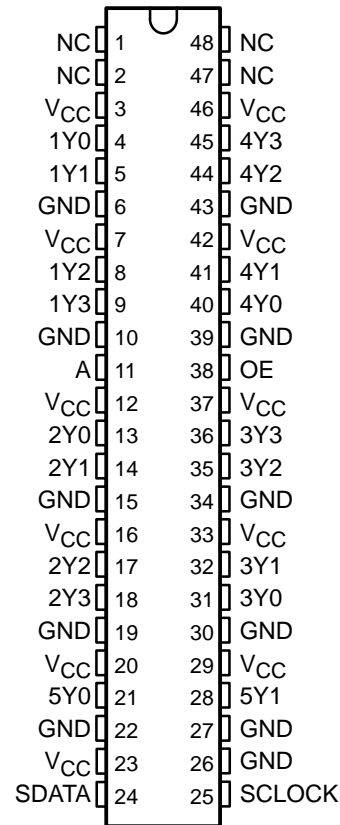 NC 1 48 NC
NC 2 47 NC
VCC 3 46 VCC
1Y0 4 45 4Y3
1Y1 5 44 4Y2
GND 6 43 GND
VCC 7 42 VCC
1Y2 8 41 4Y1
1Y3 9 40 4Y0
GND 10 39 GND
A 11 38 OE
VCC 12 37 VCC
2Y0 13 36 3Y3
2Y1 14 35 3Y2
GND 15 34 GND
VCC 16 33 VCC
2Y2 17 32 3Y1
2Y3 18 31 3Y0
GND 19 30 GND
VCC 20 29 VCC
5Y0 21 28 5Y1
GND 22 27 GND
VCC 23 26 GND
SDATA 24 25 SCLOCK